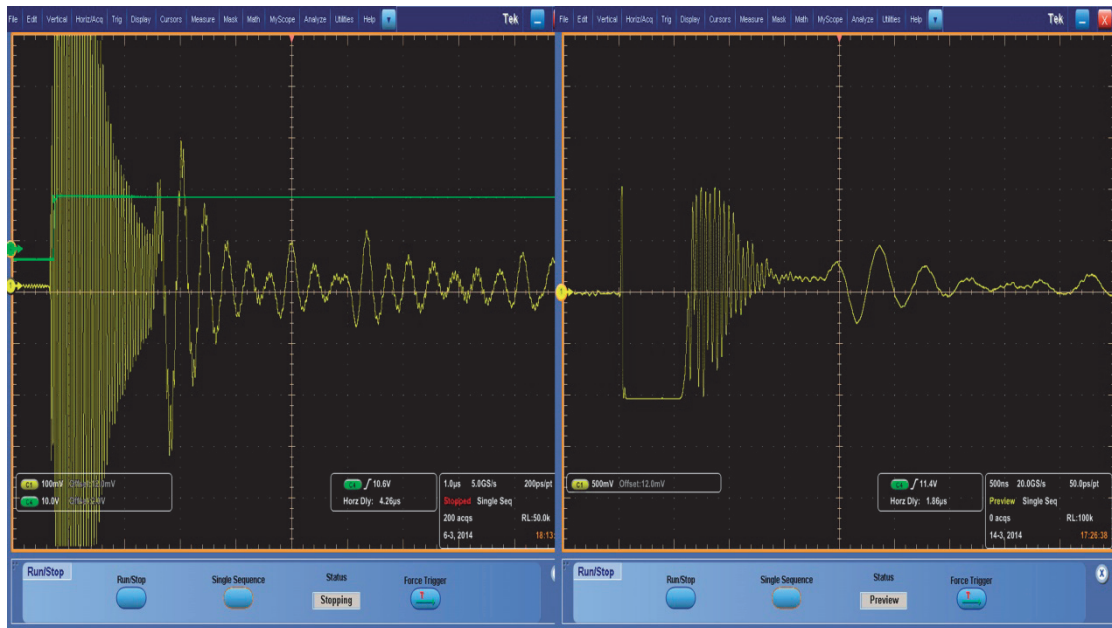 File Edit Vertical Horiz/Acq Trig Display Cursors Measure Mask Math MyScope Analyze Utilities Help Tek
C1 100mV
C4 10.0V
C4 10.6V
Horz Dly: 4.26µs
1.0µs 5.0GS/s 200ps/pt
Stopped Single Seq
200 acqs RL:50.0k
6-3, 2014 18:13:
Run/Stop
Run/Stop Single Sequence Status Force Trigger
Stopping
T
File Edit Vertical Horiz/Acq Trig Display Cursors Measure Mask Math MyScope Analyze Utilities Help Tek X
C1 500mV Offset:12.0mV
C4 11.4V
Horz Dly: 1.86µs
500ns 20.0GS/s 50.0ps/pt
Preview Single Seq
0 acqs RL:100k
14-3, 2014 17:26:38
Run/Stop X
Run/Stop Single Sequence Status Force Trigger
Preview
T